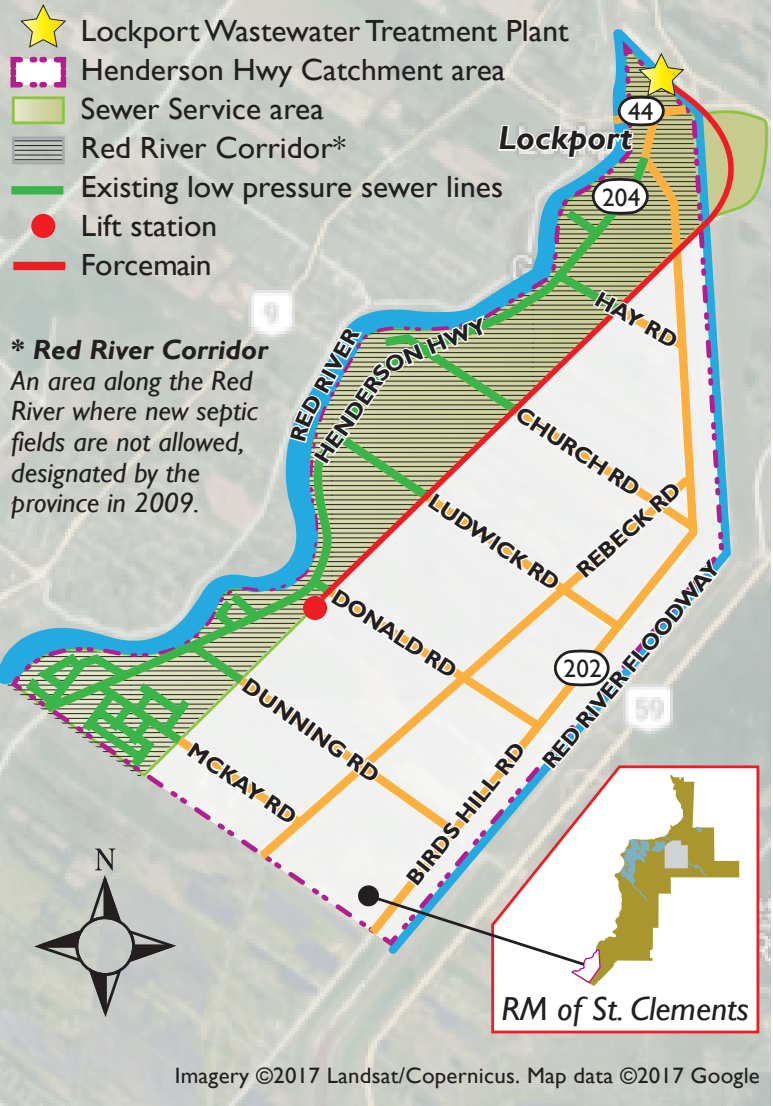 Lockport Wastewater Treatment Plant
Henderson Hwy Catchment area
Sewer Service area
Red River Corridor*
Existing low pressure sewer lines
Lift station
Forcemain
* Red River Corridor
An area along the Red
River where new septic
fields are not allowed,
designated by the
province in 2009.
44
Lockport
204
9
HAY RD
RED RIVER
HENDERSON HWY
CHURCH RD
REBECK RD
LUDWICK RD
DONALD RD
202
RED RIVER FLOODWAY
59
DUNNING RD
MCKAY RD
BIRDS HILL RD
N
RM of St. Clements
Imagery ©2017 Landsat/Copernicus. Map data ©2017 Google